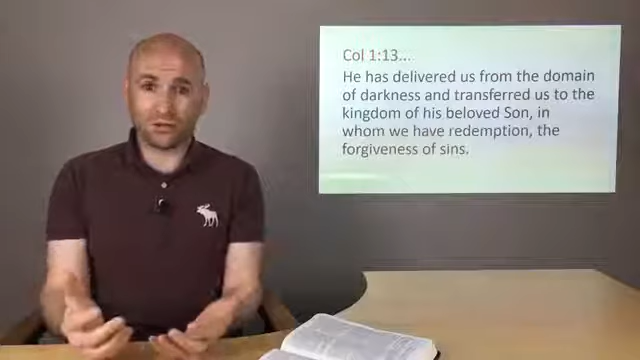 Col 1:13...
He has delivered us from the domain
of darkness and transferred us to the
kingdom of his beloved Son, in
whom we have redemption, the
forgiveness of sins.